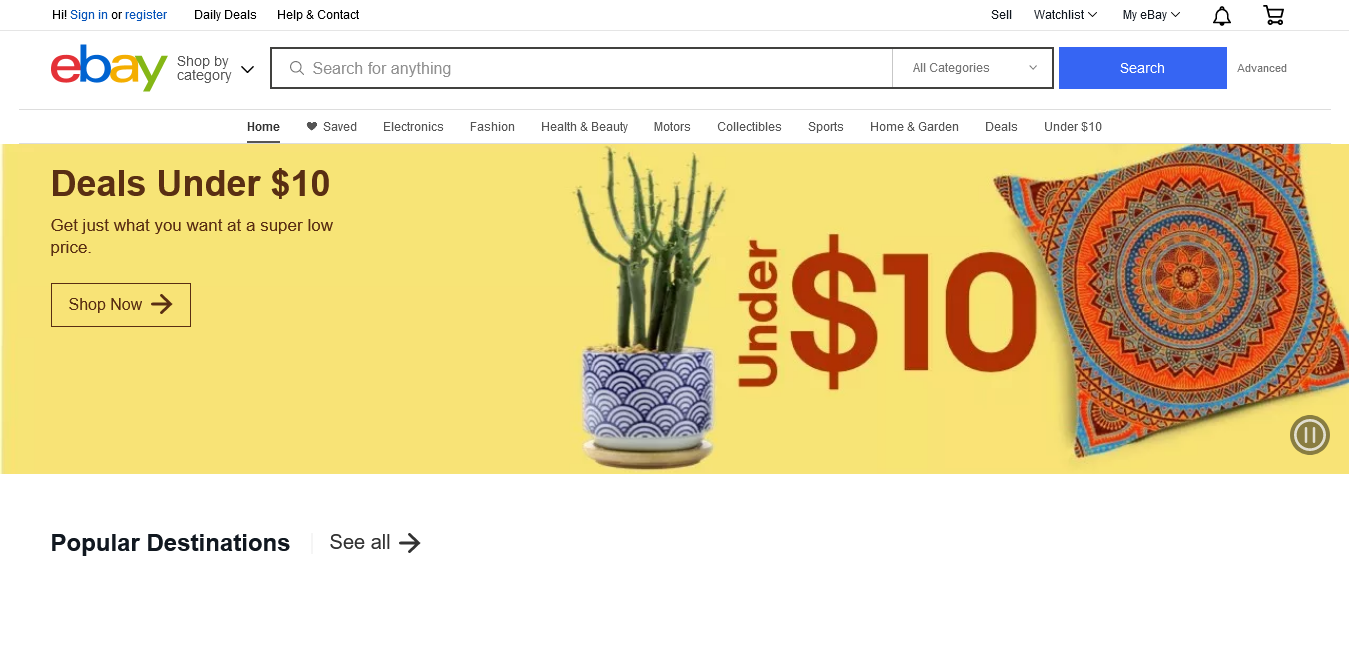 Hi! Sign in or register Daily Deals Help & Contact Sell Watchlist My eBay
ebay Shop by category Search for anything All Categories Search Advanced
Home Saved Electronics Fashion Health & Beauty Motors Collectibles Sports Home & Garden Deals Under $10
Deals Under $10
Get just what you want at a super low
price.
Shop Now
Under $10
Popular Destinations See all